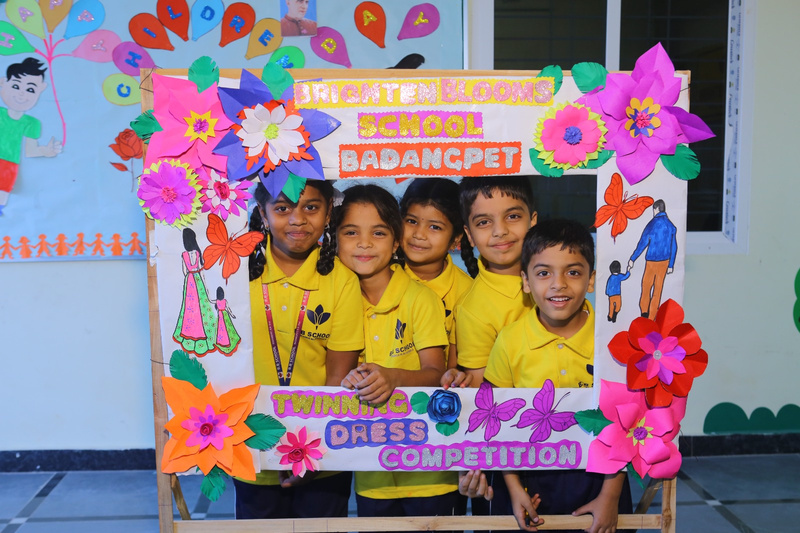 BRIGHTEN BLOOMS
SCHOOL
BADANGPET
TWINNING
DRESS
COMPETITION